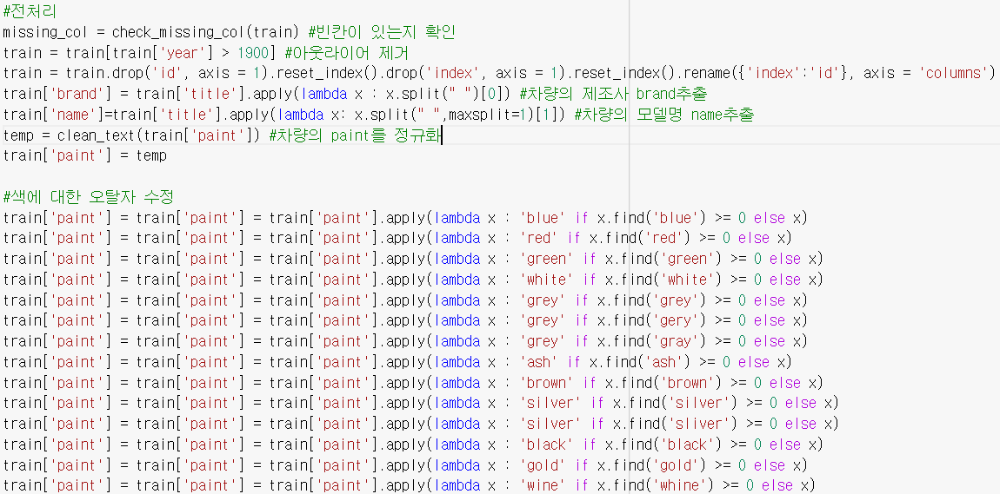 #전처리
missing_col = check_missing_col(train) #빈칸이 있는지 확인
train = train[train['year'] > 1900] #아웃라이어 제거
train = train.drop('id', axis = 1).reset_index().drop('index', axis = 1).reset_index().rename({'index':'id'}, axis = 'columns')
train['brand'] = train['title'].apply(lambda x : x.split(" ")[0]) #차량의 제조사 brand추출
train['name']=train['title'].apply(lambda x: x.split(" ",maxsplit=1)[1]) #차량의 모델명 name추출
temp = clean_text(train['paint']) #차량의 paint를 정규화
train['paint'] = temp
#색에 대한 오탈자 수정
train['paint'] = train['paint'] = train['paint'].apply(lambda x : 'blue' if x.find('blue') >= 0 else x)
train['paint'] = train['paint'] = train['paint'].apply(lambda x : 'red' if x.find('red') >= 0 else x)
train['paint'] = train['paint'] = train['paint'].apply(lambda x : 'green' if x.find('green') >= 0 else x)
train['paint'] = train['paint'] = train['paint'].apply(lambda x : 'white' if x.find('white') >= 0 else x)
train['paint'] = train['paint'] = train['paint'].apply(lambda x : 'grey' if x.find('grey') >= 0 else x)
train['paint'] = train['paint'] = train['paint'].apply(lambda x : 'grey' if x.find('gery') >= 0 else x)
train['paint'] = train['paint'] = train['paint'].apply(lambda x : 'grey' if x.find('gray') >= 0 else x)
train['paint'] = train['paint'] = train['paint'].apply(lambda x : 'ash' if x.find('ash') >= 0 else x)
train['paint'] = train['paint'] = train['paint'].apply(lambda x : 'brown' if x.find('brown') >= 0 else x)
train['paint'] = train['paint'] = train['paint'].apply(lambda x : 'silver' if x.find('silver') >= 0 else x)
train['paint'] = train['paint'] = train['paint'].apply(lambda x : 'silver' if x.find('sliver') >= 0 else x)
train['paint'] = train['paint'] = train['paint'].apply(lambda x : 'black' if x.find('black') >= 0 else x)
train['paint'] = train['paint'] = train['paint'].apply(lambda x : 'gold' if x.find('gold') >= 0 else x)
train['paint'] = train['paint'] = train['paint'].apply(lambda x : 'wine' if x.find('whine') >= 0 else x)